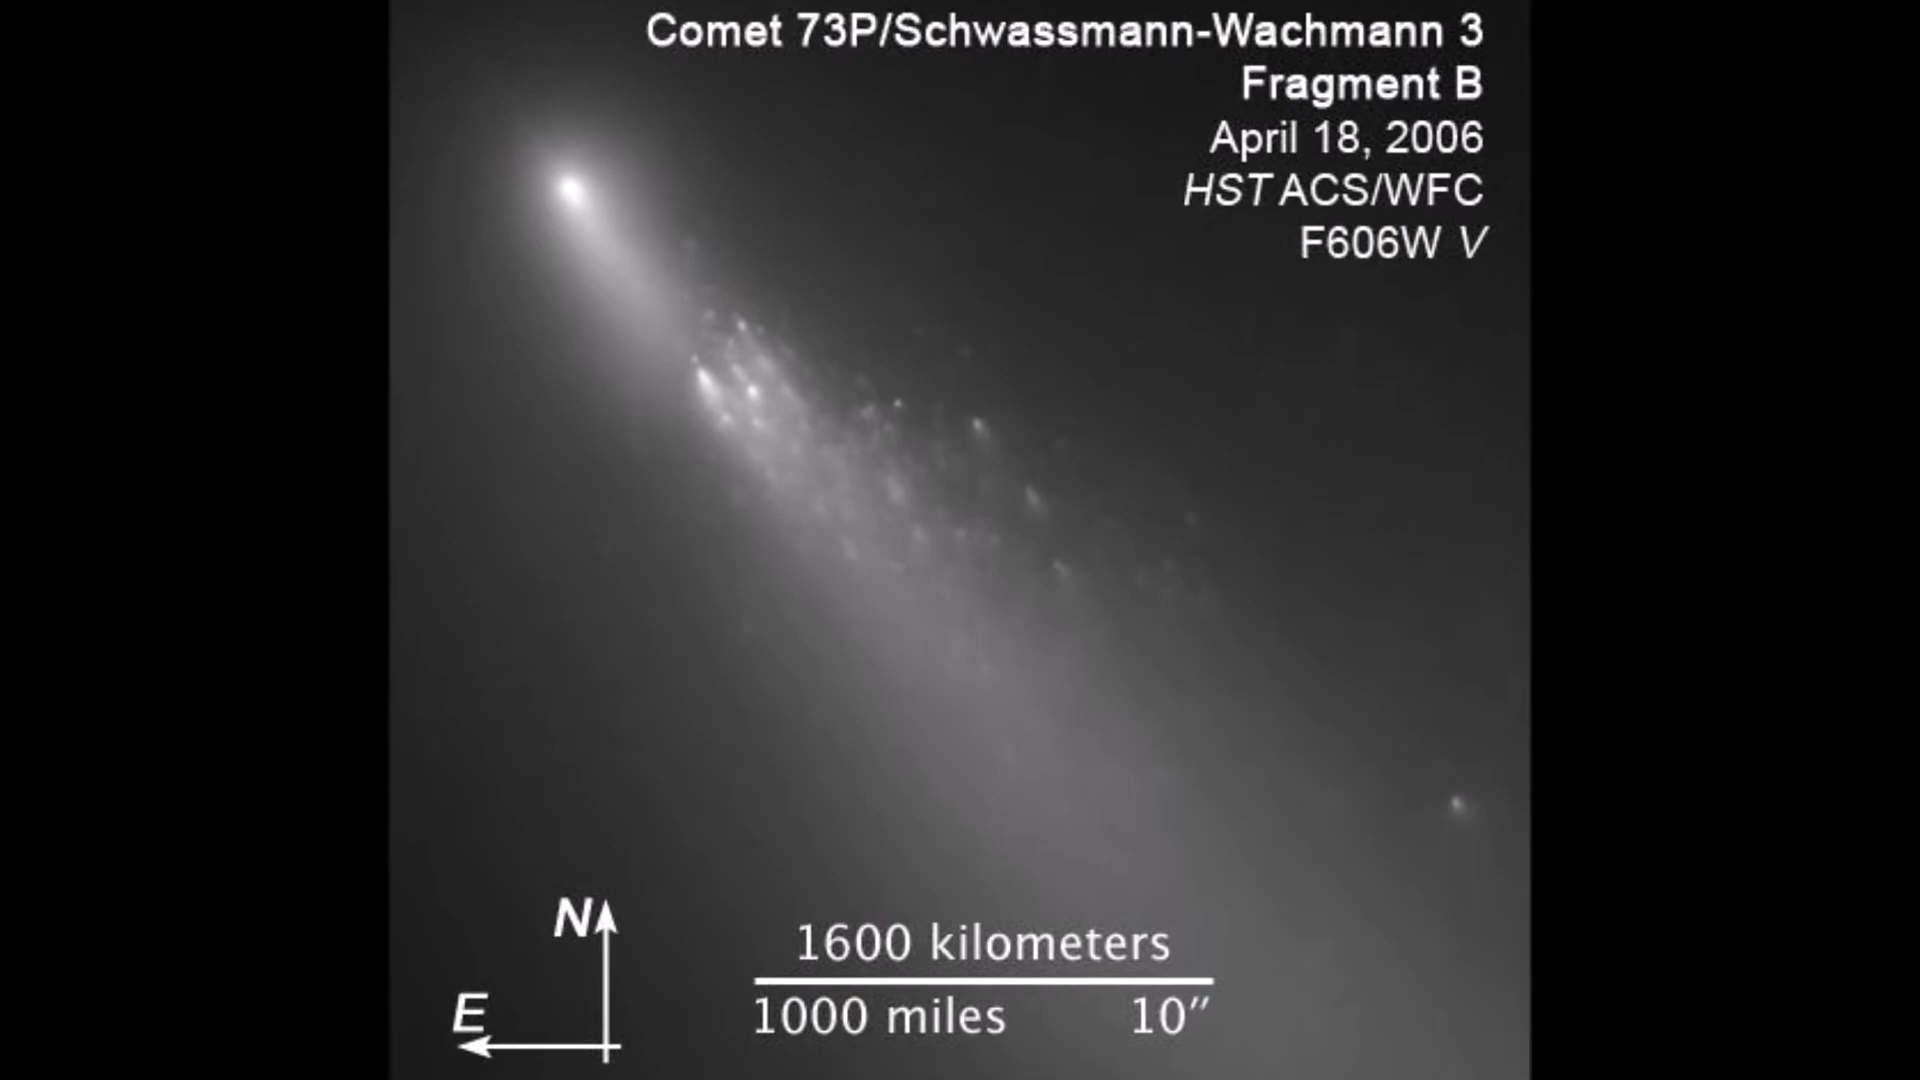 Comet 73P/Schwassmann-Wachmann 3
Fragment B
April 18, 2006
HST ACS/WFC
F606W V
N
E
1600 kilometers
1000 miles 10″